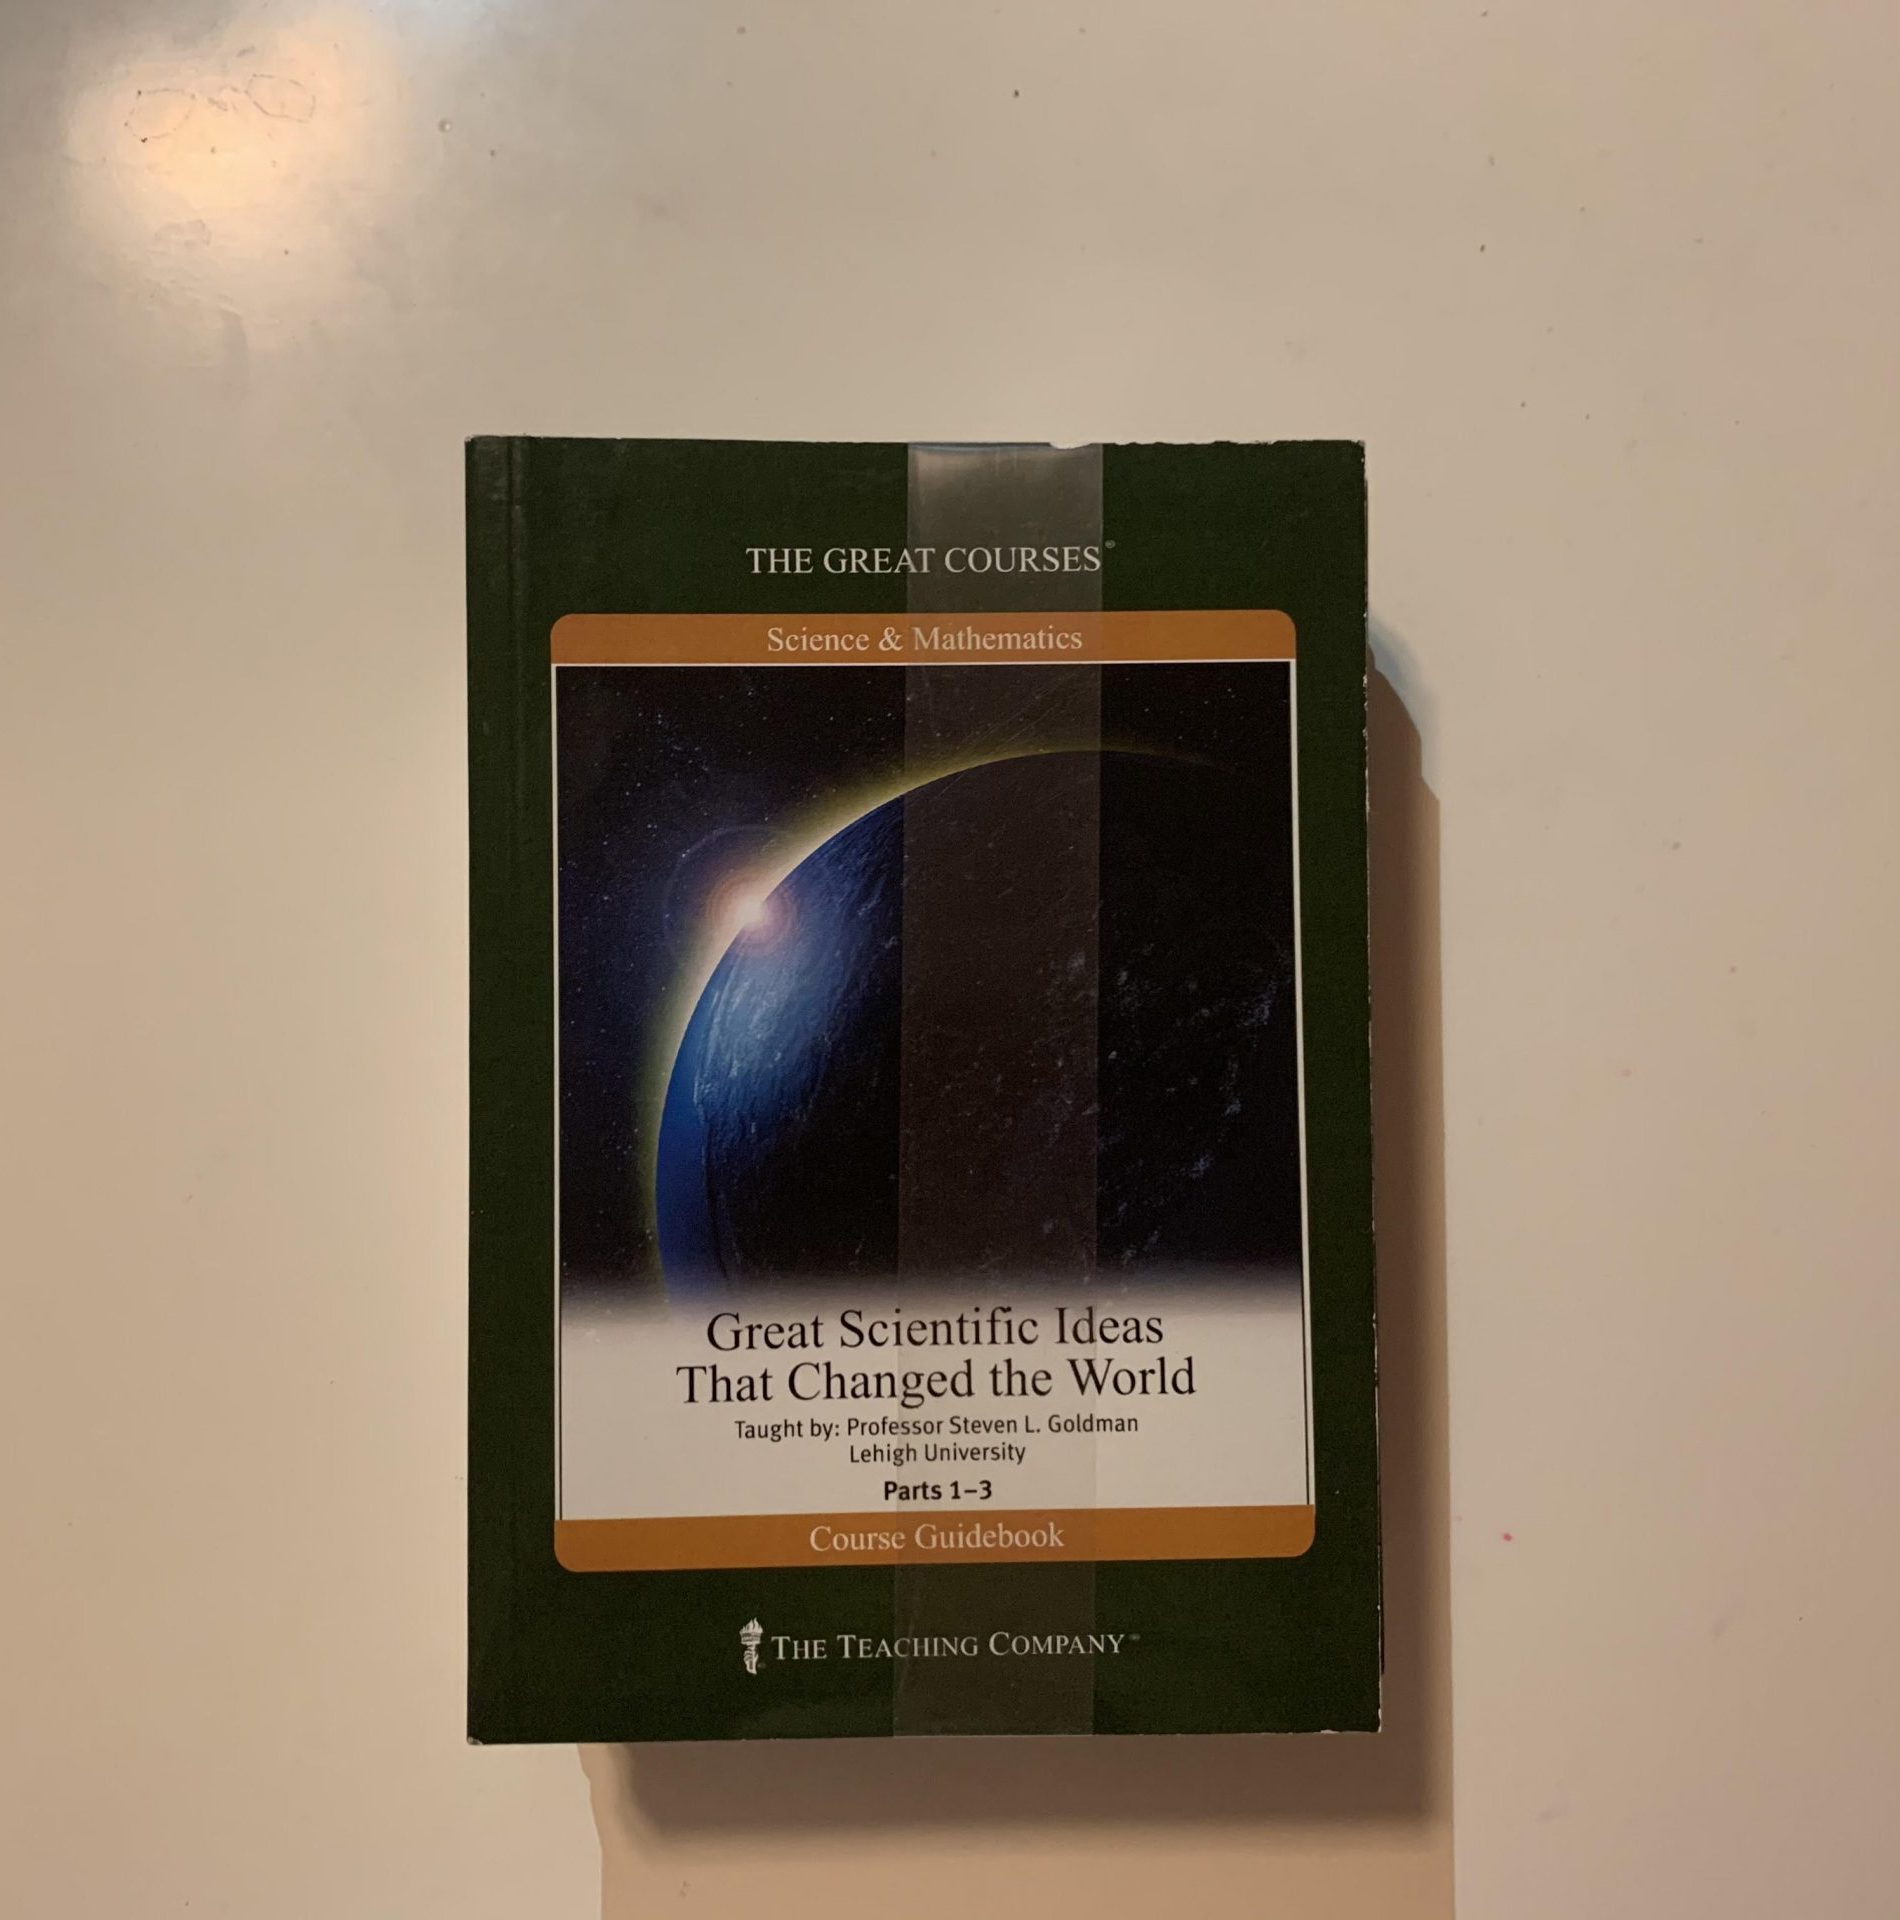 THE GREAT COURSES®
Science & Mathematics
Great Scientific Ideas
That Changed the World
Taught by: Professor Steven L. Goldman
Lehigh University
Parts 1–3
Course Guidebook
THE TEACHING COMPANY